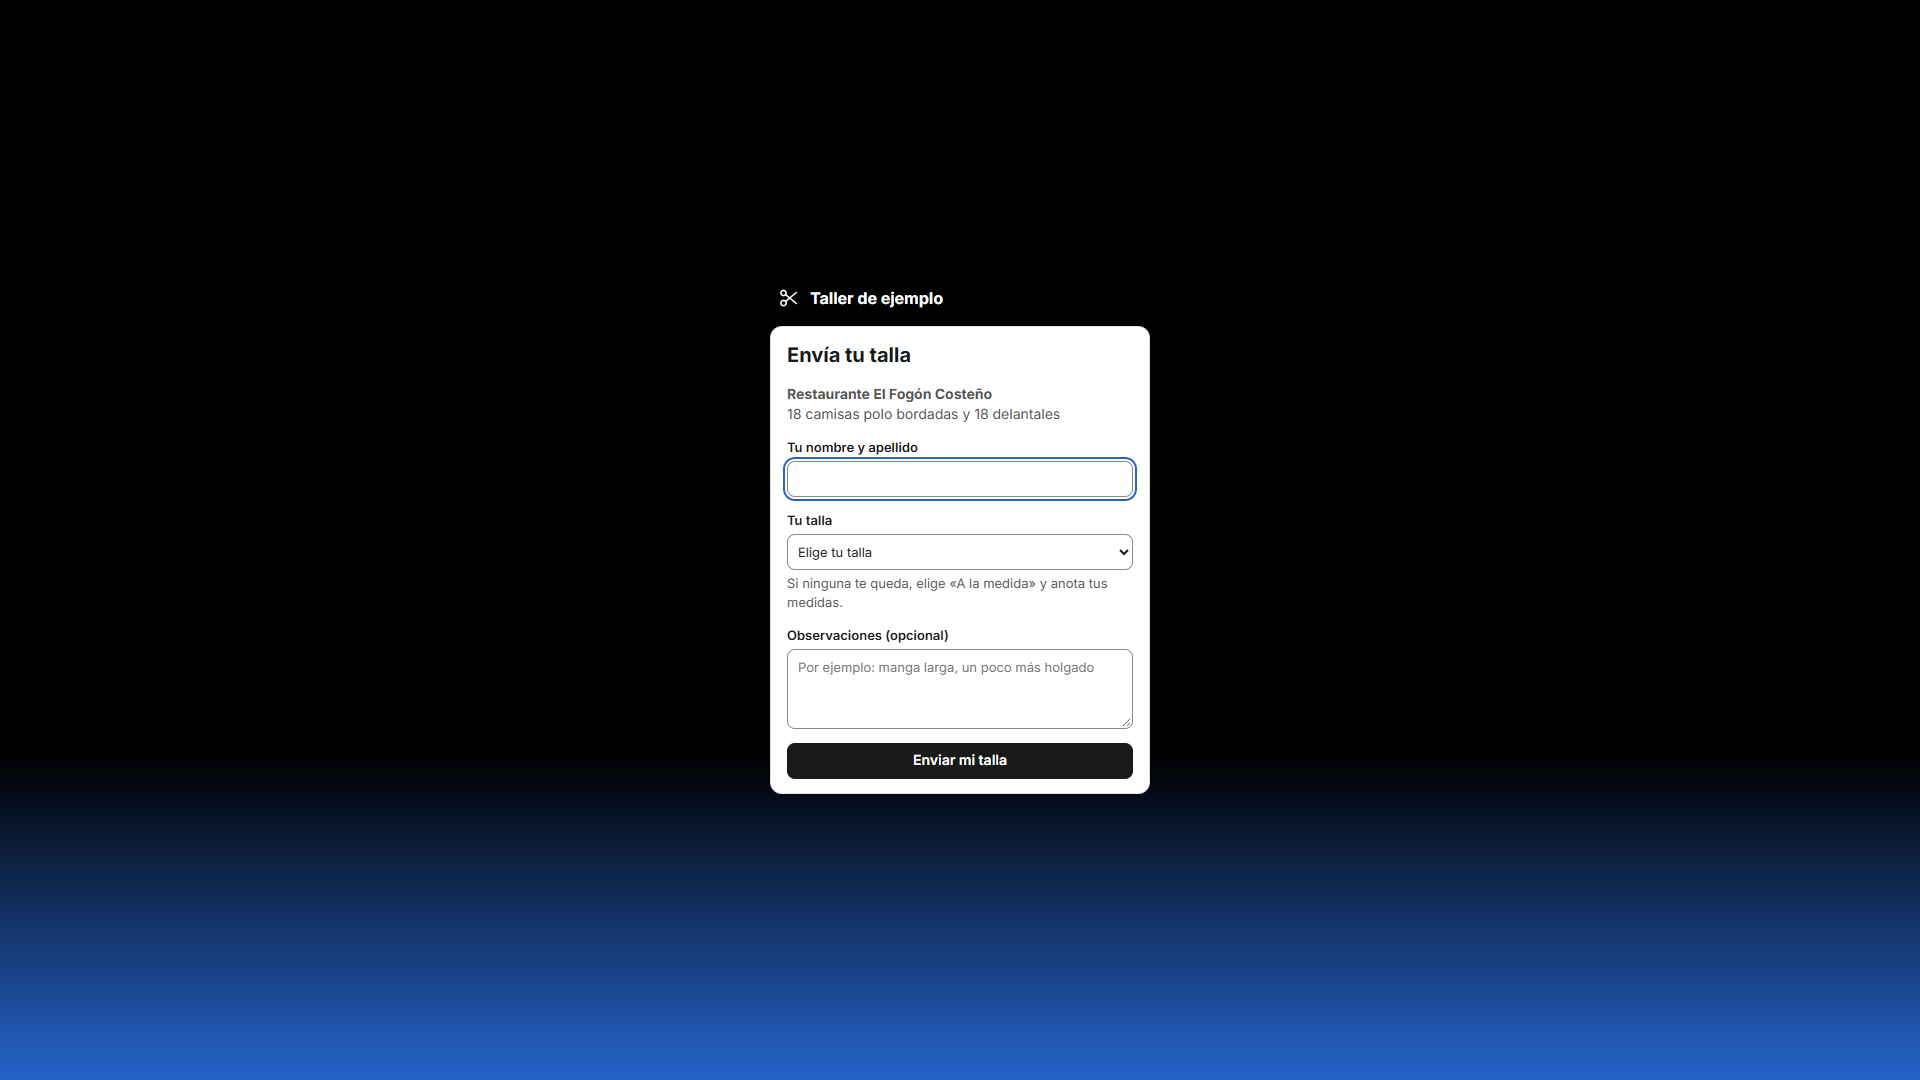 Taller de ejemplo
Envía tu talla
Restaurante El Fogón Costeño
18 camisas polo bordadas y 18 delantales
Tu nombre y apellido
Tu talla
Elige tu talla
Si ninguna te queda, elige «A la medida» y anota tus
medidas.
Observaciones (opcional)
Por ejemplo: manga larga, un poco más holgado
Enviar mi talla